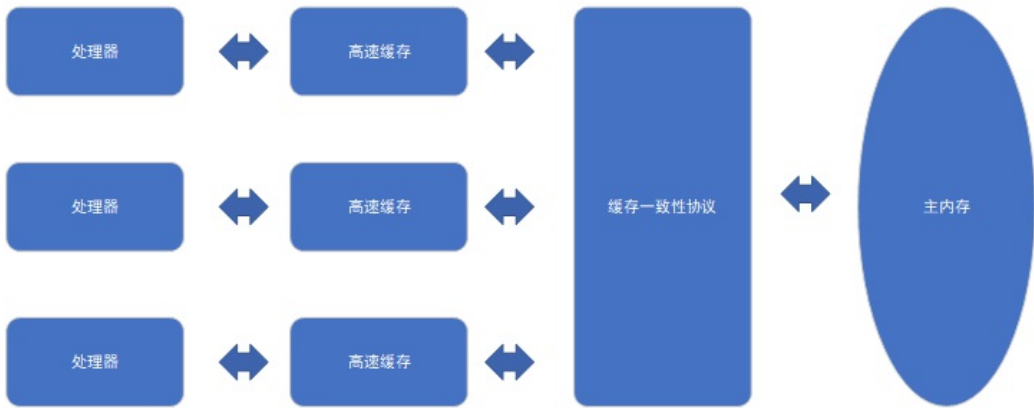 处理器
高速缓存
处理器
高速缓存
缓存一致性协议
主内存
处理器
高速缓存